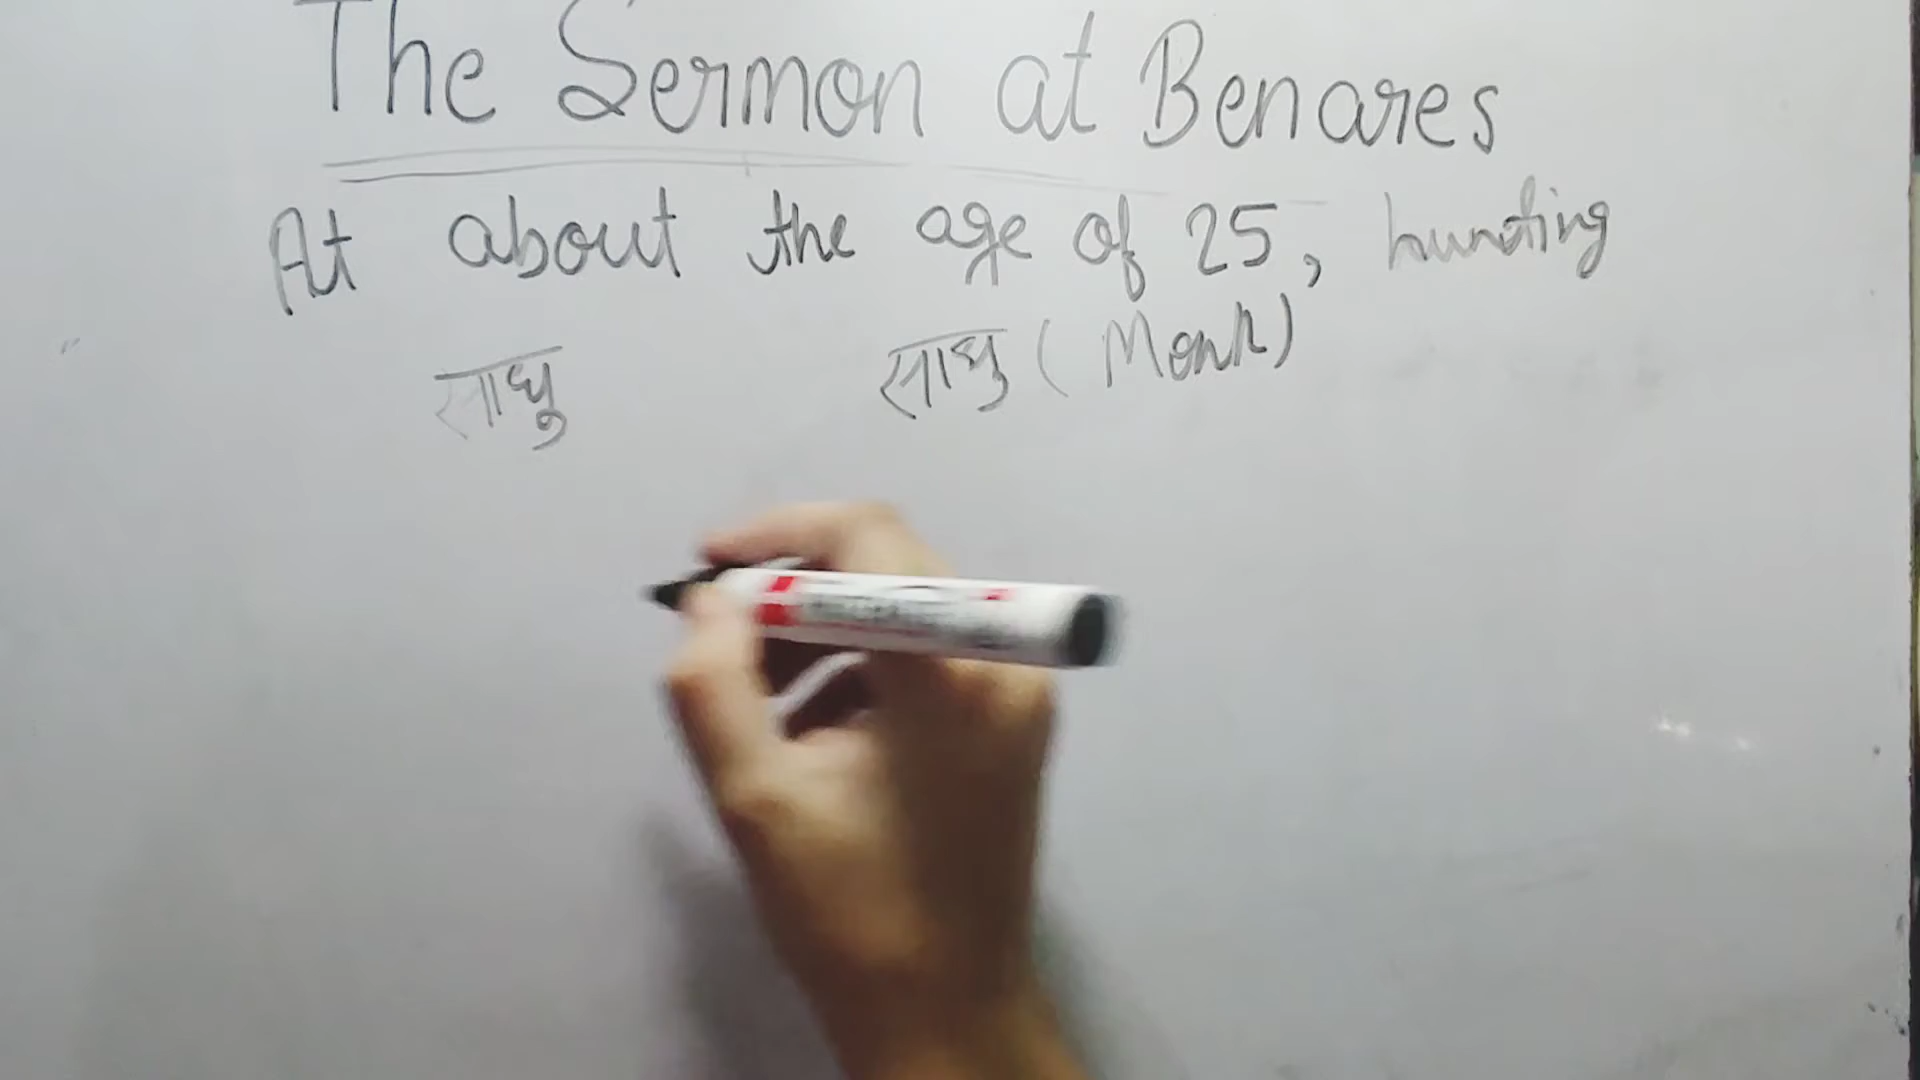 The Sermon at Benares
At about the age of 25, hunting
साधु साधु (Monk)